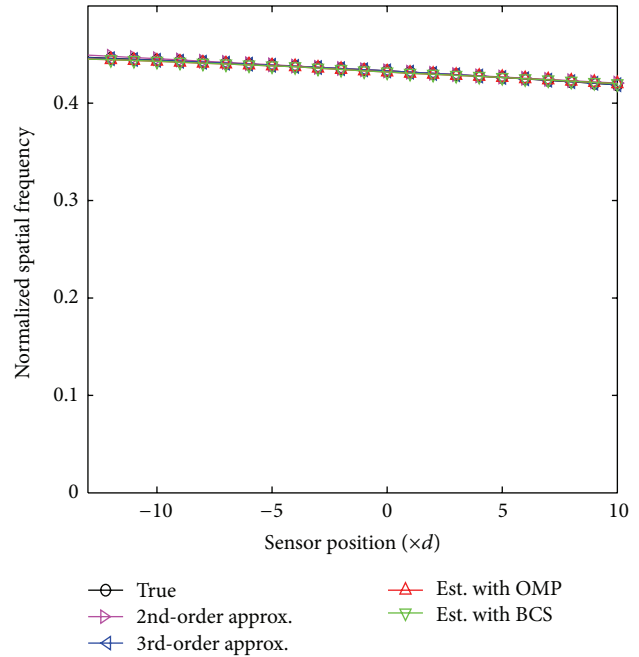 0.4
0.3
0.2
0.1
0
Normalized spatial frequency
−10
−5
0
5
10
Sensor position (×d)
True
2nd-order approx.
3rd-order approx.
Est. with OMP
Est. with BCS